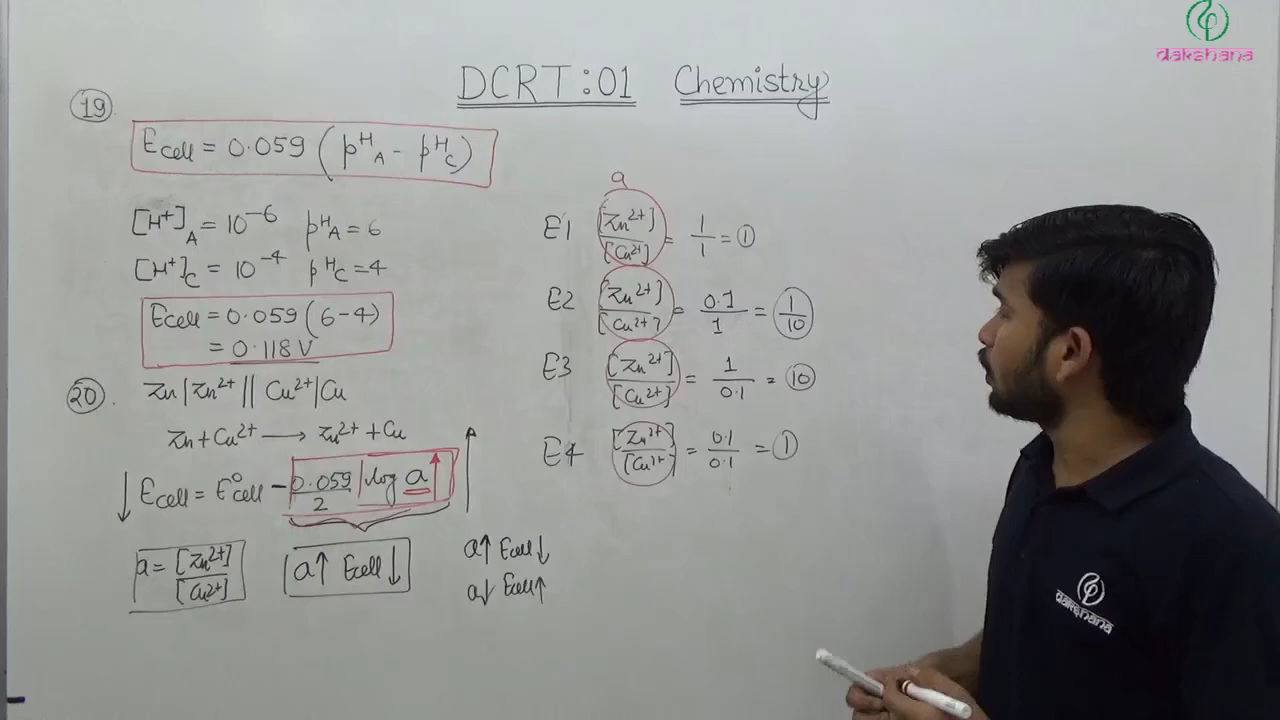 dakshana
DCRT:01 Chemistry
19
Ecell = 0.059 (pᴴA - pᴴC)
[H⁺]A = 10⁻⁶ pᴴA = 6
[H⁺]C = 10⁻⁴ pᴴC = 4
Ecell = 0.059 (6-4)
= 0.118 V
20.
Zn|Zn²⁺|| Cu²⁺|Cu
Zn + Cu²⁺ → Zn²⁺ + Cu
↓ Ecell = E°cell - 0.059/2 log a ↑
a = [Zn²⁺]/[Cu²⁺]
a↑ Ecell↓
a↑ Ecell↓
a↓ Ecell↑
a
E1 [Zn²⁺]/[Cu²⁺] = 1/1 = 1
E2 [Zn²⁺]/[Cu²⁺] = 0.1/1 = 1/10
E3 [Zn²⁺]/[Cu²⁺] = 1/0.1 = 10
E4 [Zn²⁺]/[Cu²⁺] = 0.1/0.1 = 1
dakshana